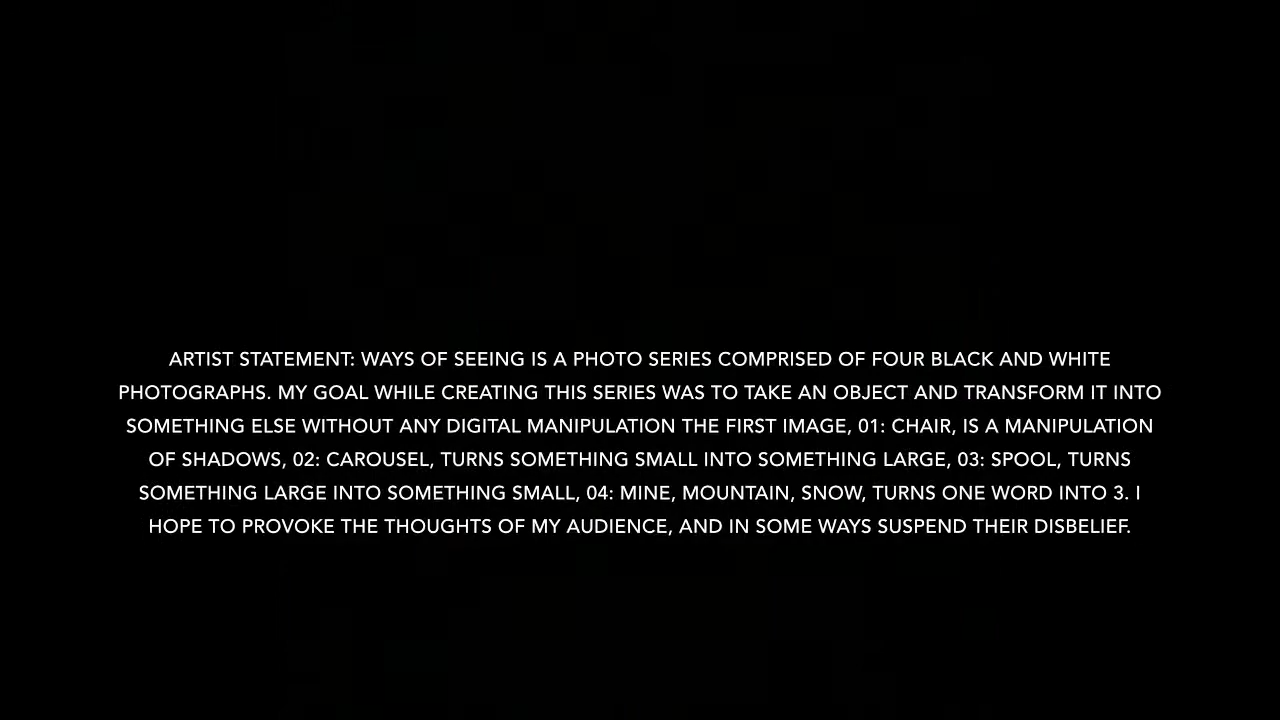 ARTIST STATEMENT: WAYS OF SEEING IS A PHOTO SERIES COMPRISED OF FOUR BLACK AND WHITE
PHOTOGRAPHS. MY GOAL WHILE CREATING THIS SERIES WAS TO TAKE AN OBJECT AND TRANSFORM IT INTO
SOMETHING ELSE WITHOUT ANY DIGITAL MANIPULATION THE FIRST IMAGE, 01: CHAIR, IS A MANIPULATION
OF SHADOWS, 02: CAROUSEL, TURNS SOMETHING SMALL INTO SOMETHING LARGE, 03: SPOOL, TURNS
SOMETHING LARGE INTO SOMETHING SMALL, 04: MINE, MOUNTAIN, SNOW, TURNS ONE WORD INTO 3. I
HOPE TO PROVOKE THE THOUGHTS OF MY AUDIENCE, AND IN SOME WAYS SUSPEND THEIR DISBELIEF.